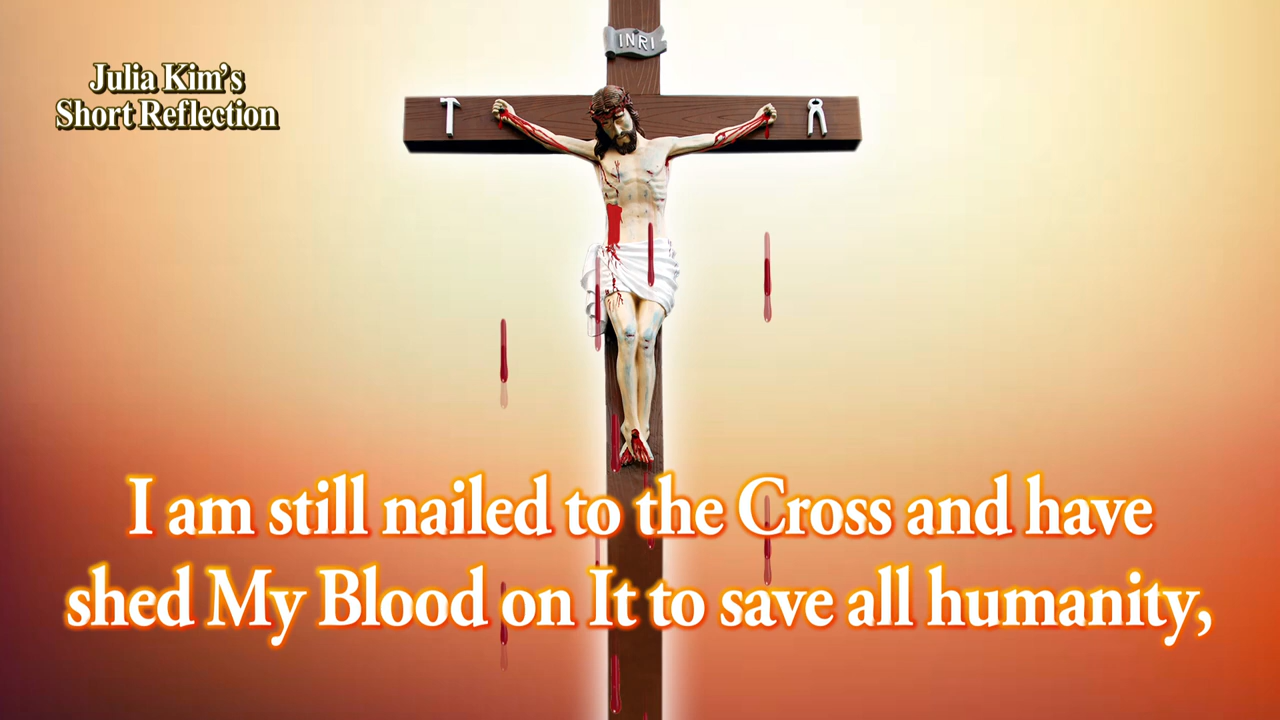 INRI
Julia Kim's
Short Reflection
I am still nailed to the Cross and have
shed My Blood on It to save all humanity,